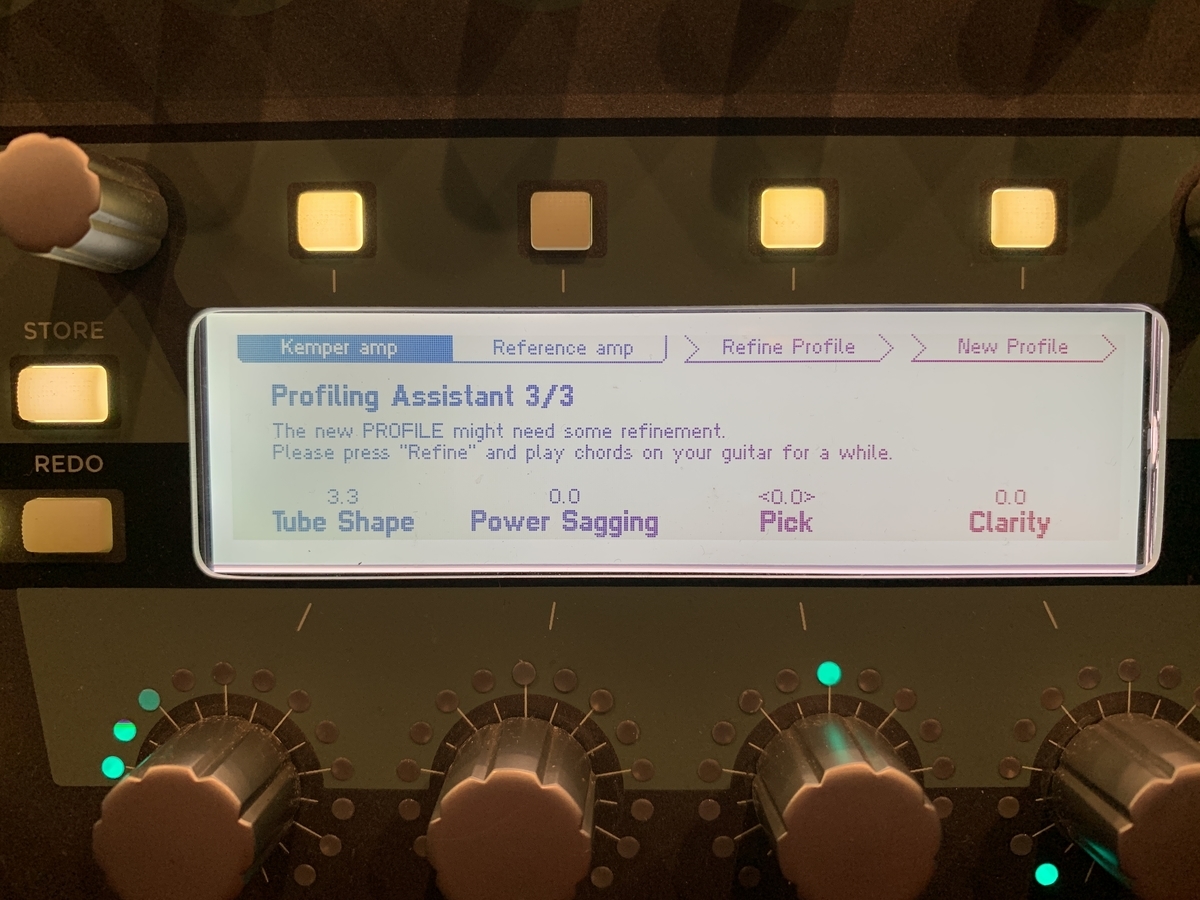 STORE
REDO
Kemper amp
Reference amp
Refine Profile
New Profile
Profiling Assistant 3/3
The new PROFILE might need some refinement.
Please press "Refine" and play chords on your guitar for a while.
3.3
0.0
<0.0>
0.0
Tube Shape
Power Sagging
Pick
Clarity